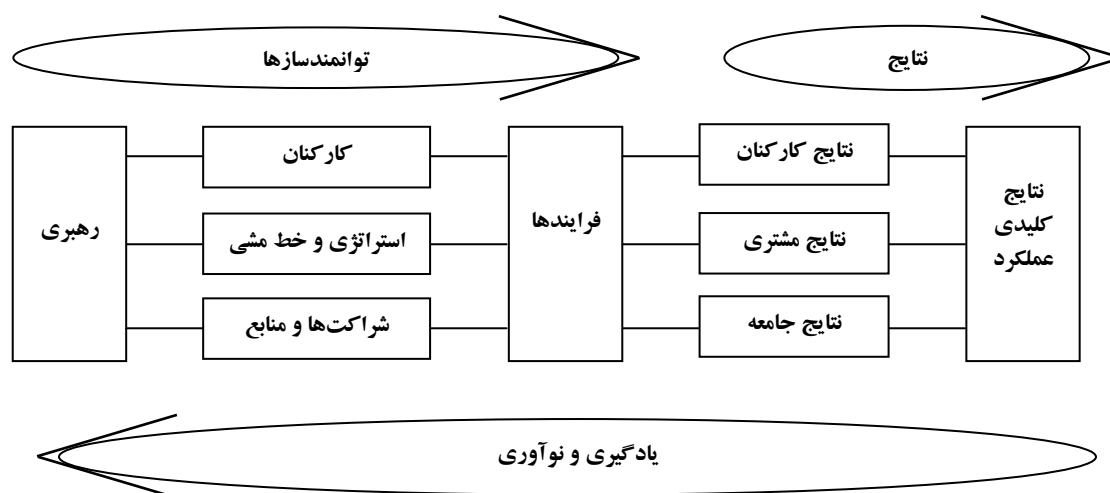 توانمندسازها
نتایج
رهبری
کارکنان
استراتژی و خط مشی
شراکت‌ها و منابع
فرایندها
نتایج کارکنان
نتایج مشتری
نتایج جامعه
نتایج
کلیدی
عملکرد
یادگیری و نوآوری